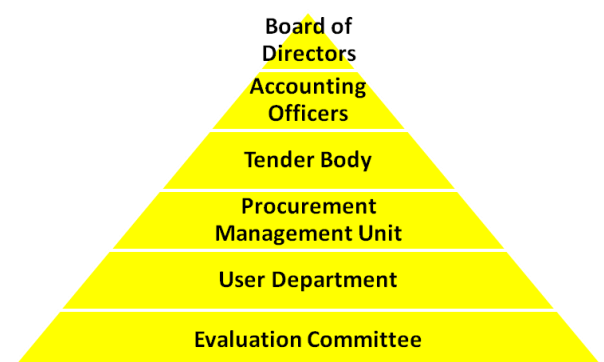 Board of
Directors
Accounting
Officers
Tender Body
Procurement
Management Unit
User Department
Evaluation Committee